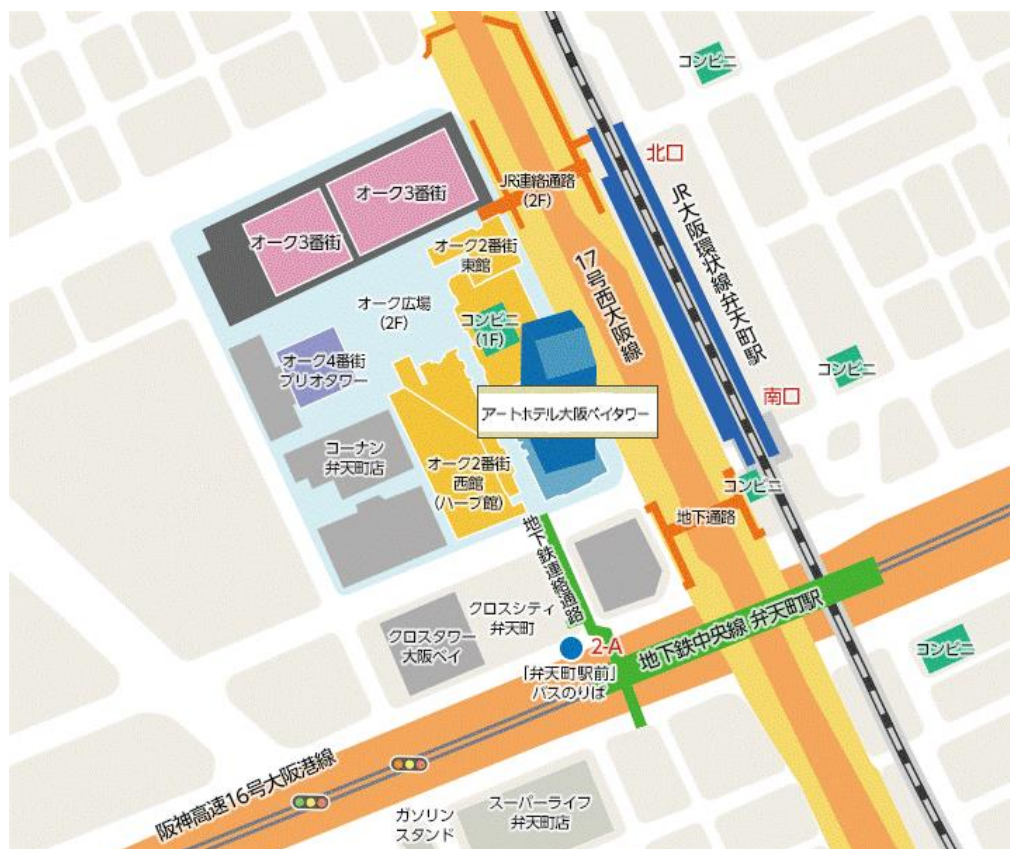 コンビニ
北口
JR連絡通路
(2F)
オーク3番街
オーク3番街
JR大阪環状線弁天町駅
オーク2番街
東館
17号西大阪線
オーク広場
(2F)
コンビニ
(1F)
オーク4番街
プリオタワー
コンビニ
南口
アートホテル大阪ベイタワー
コーナン
弁天町店
オーク2番街
西館
(ハーブ館)
コンビニ
地下通路
地下鉄連絡通路
クロスシティ
弁天町
クロスタワー
大阪ベイ
2-A
「弁天町駅前」
バスのりば
地下鉄中央線 弁天町駅
コンビニ
阪神高速16号大阪港線
ガソリン
スタンド
スーパーライフ
弁天町店